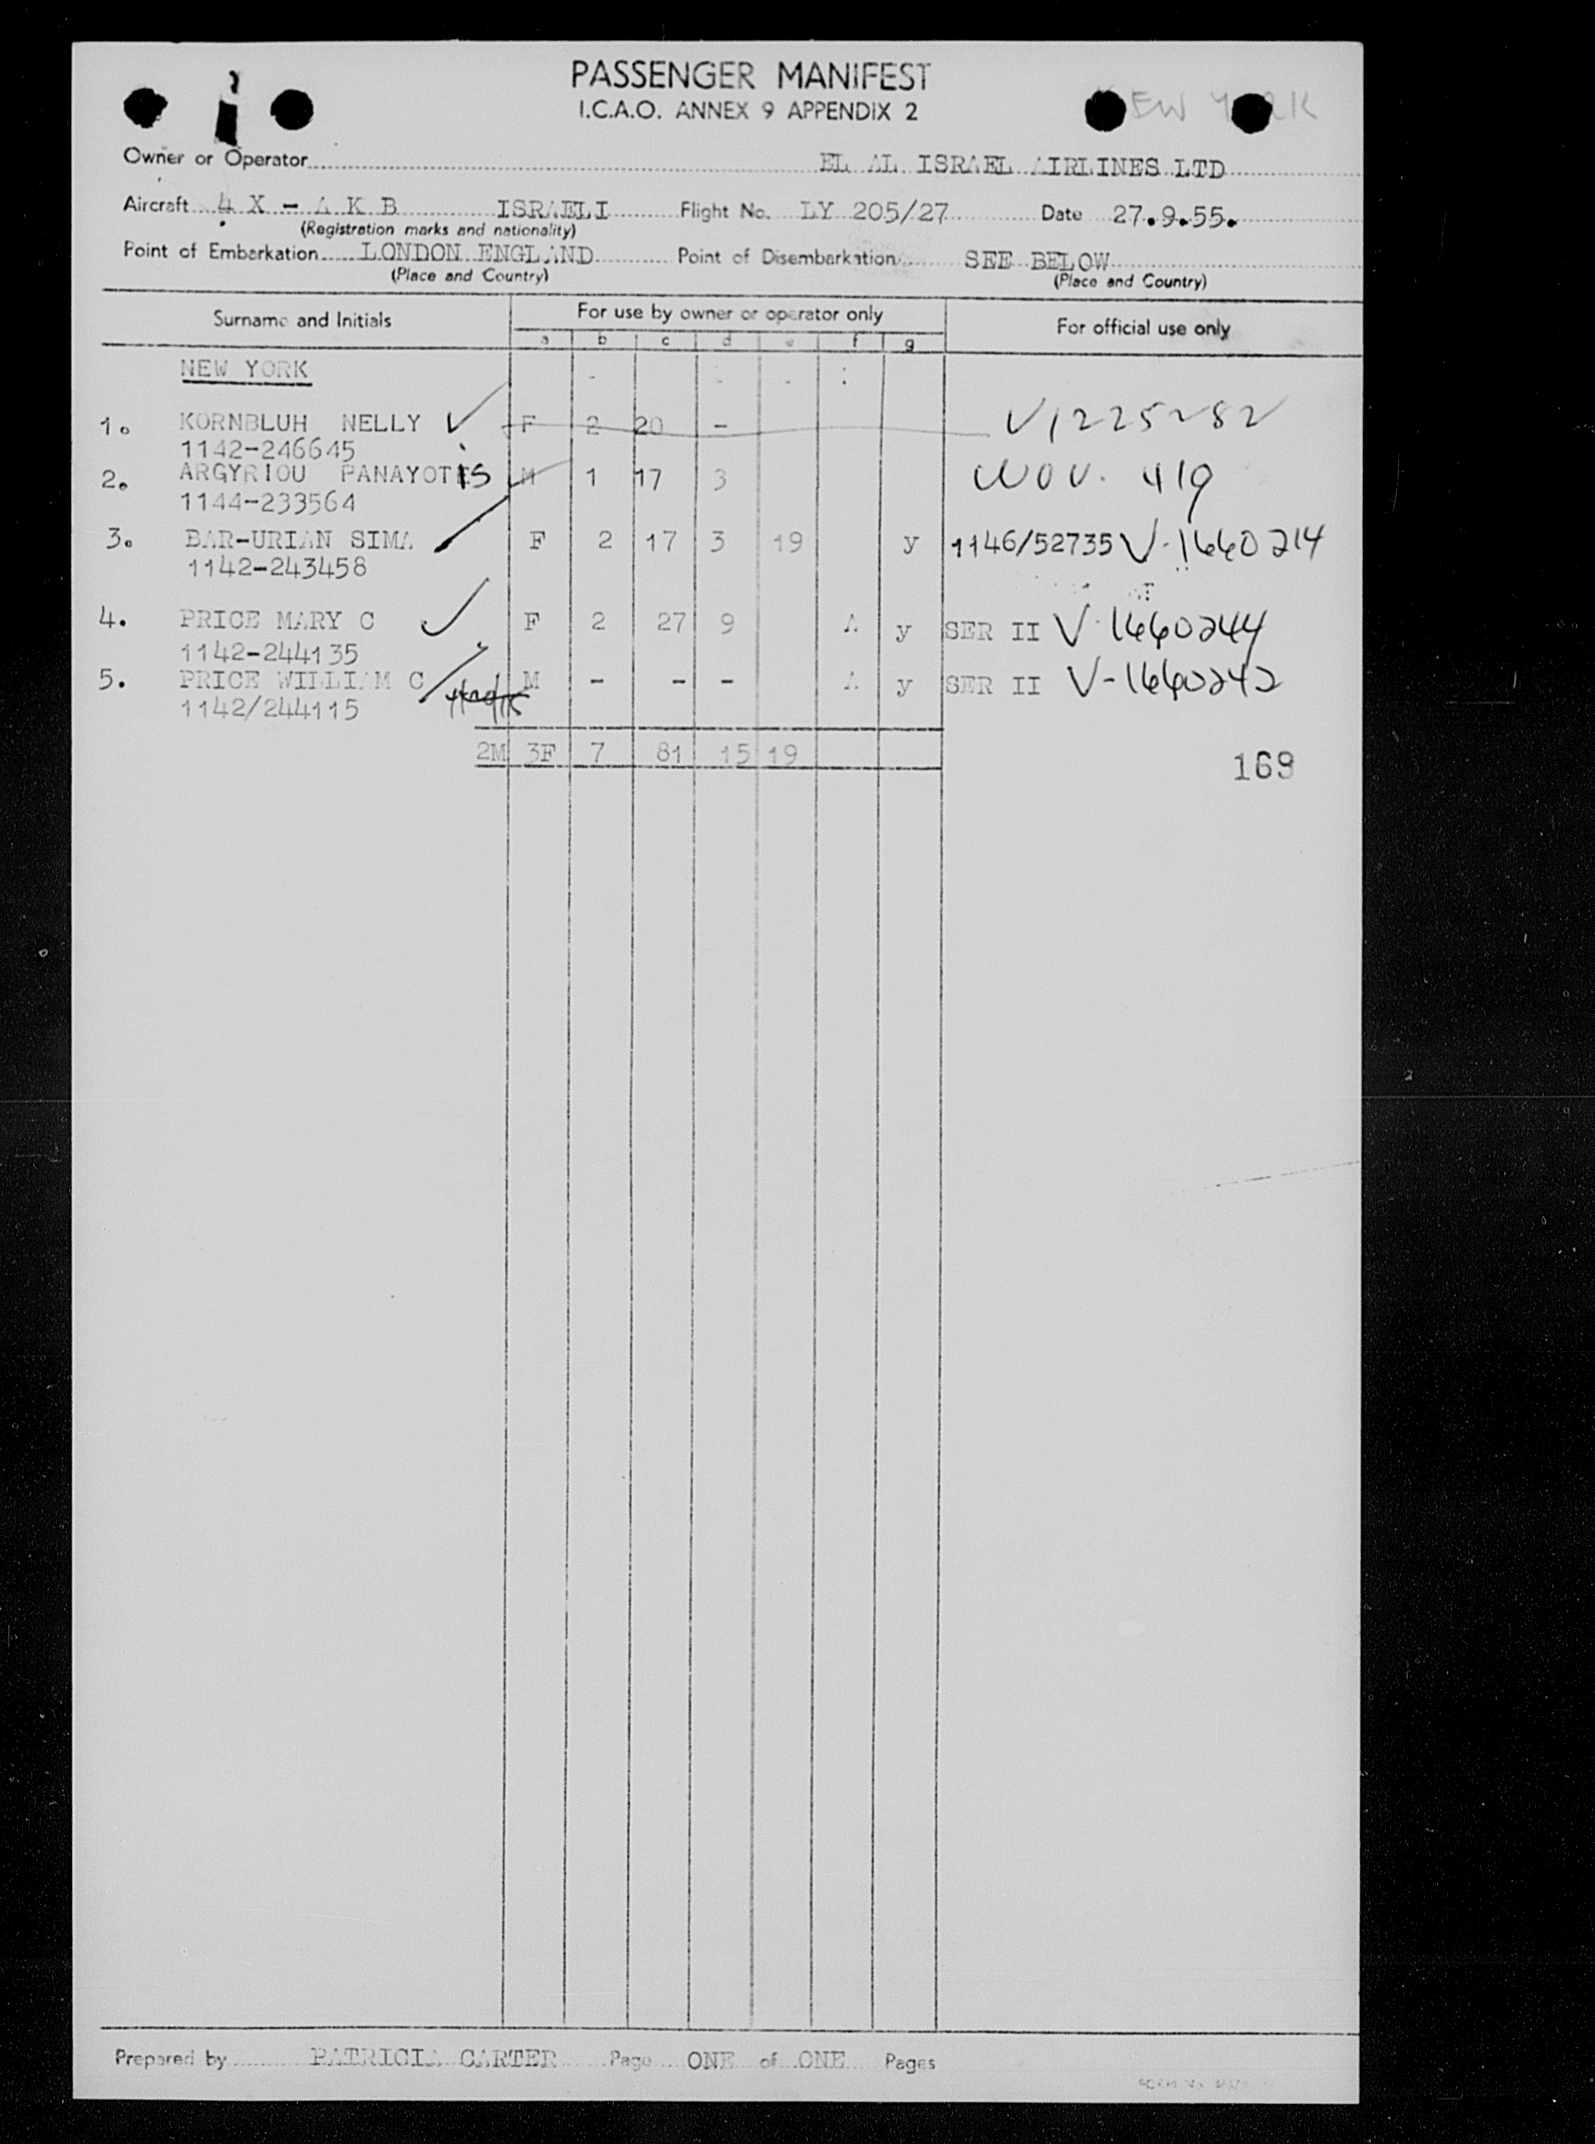 PASSENGER MANIFEST
I.C.A.O. ANNEX 9 APPENDIX 2
NEW YORK
Owner or Operator EL AL ISRAEL AIRLINES LTD
Aircraft 4 X - A K B ISRAELI Flight No. LY 205/27 Date 27.9.55.
(Registration marks and nationality)
Point of Embarkation LONDON ENGLAND Point of Disembarkation SEE BELOW
(Place and Country) (Place and Country)
Surname and Initials For use by owner or operator only For official use only
a b c d e f g
NEW YORK
1. KORNBLUH NELLY F 2 20 - V1225282
1142-246645
2. ARGYRIOU PANAYOTIS M 1 17 3 WOV. 419
1144-233564
3. BAR-URIAN SIMA F 2 17 3 19 y 1146/52735 V-1660214
1142-243458
4. PRICE MARY C F 2 27 9 A y SER II V-1660244
1142-244135
5. PRICE WILLIAM C M - - - A y SER II V-1660242
1142/244115
2M 3F 7 81 15 19
169
Prepared by PATRICIA CARTER Page ONE of ONE Pages